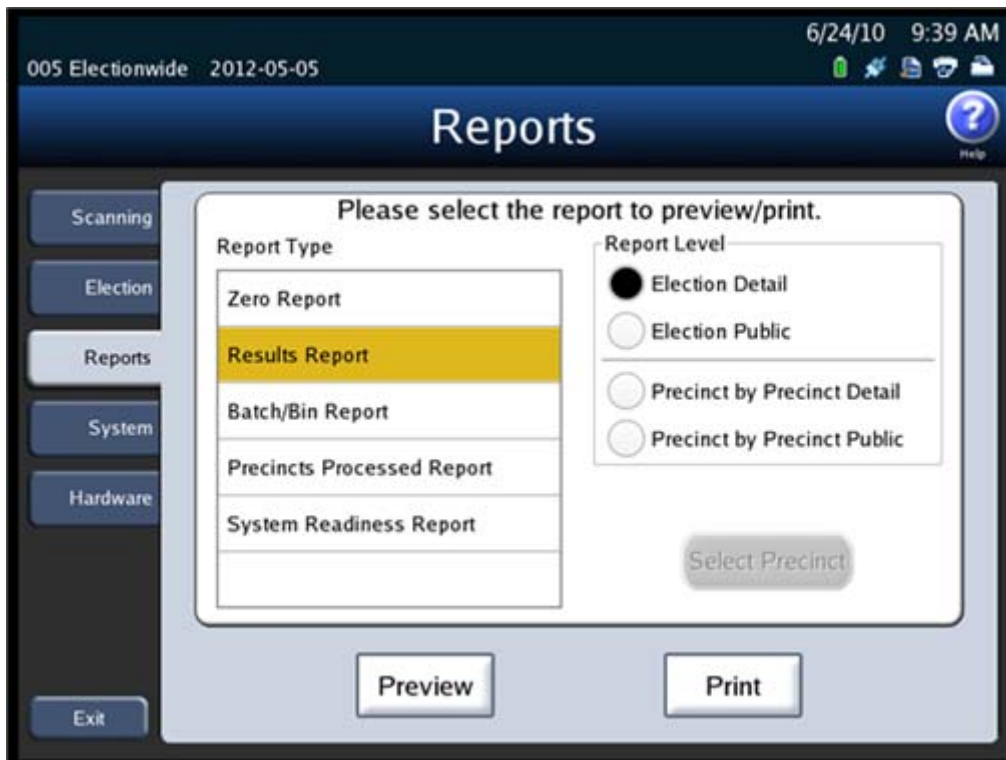 6/24/10 9:39 AM
005 Electionwide 2012-05-05
Reports
Help
Scanning
Election
Reports
System
Hardware
Exit
Please select the report to preview/print.
Report Type
Zero Report
Results Report
Batch/Bin Report
Precincts Processed Report
System Readiness Report
Report Level
Election Detail
Election Public
Precinct by Precinct Detail
Precinct by Precinct Public
Select Precinct
Preview
Print